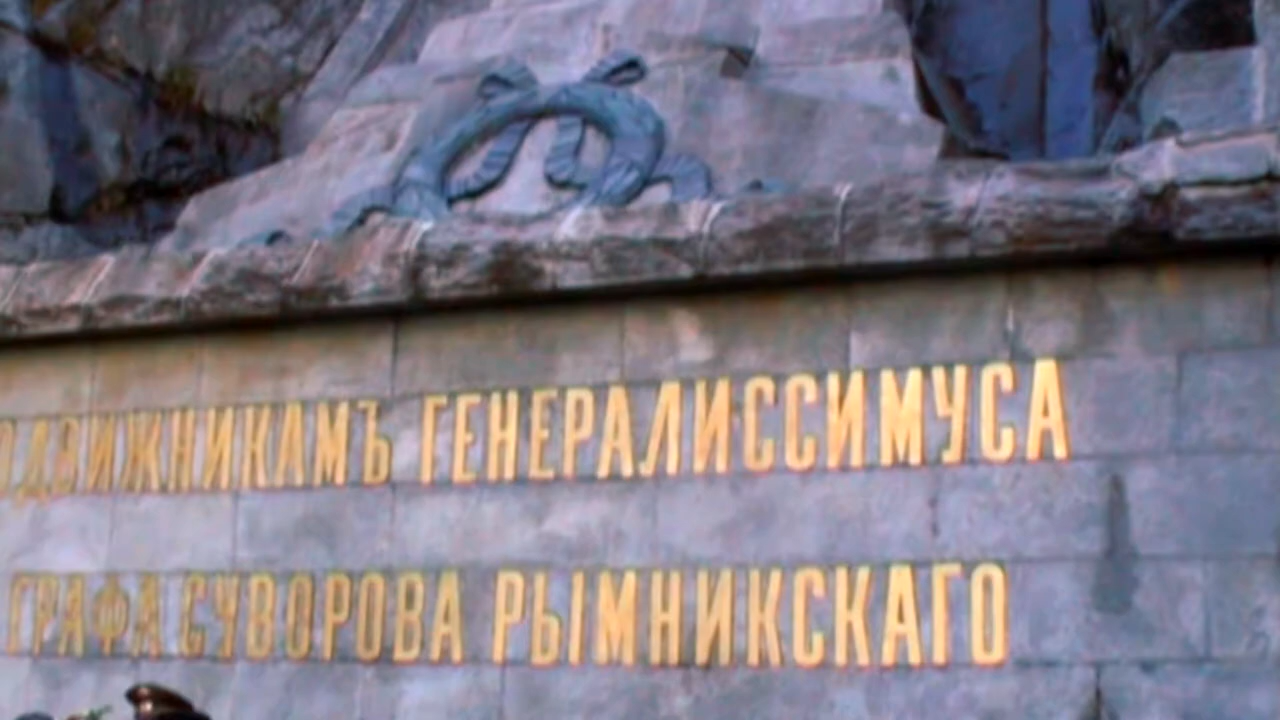 ОДВИЖНИКАМЪ ГЕНЕРАЛИССИМУСА
ГРАФА СУВОРОВА РЫМНИКСКАГО